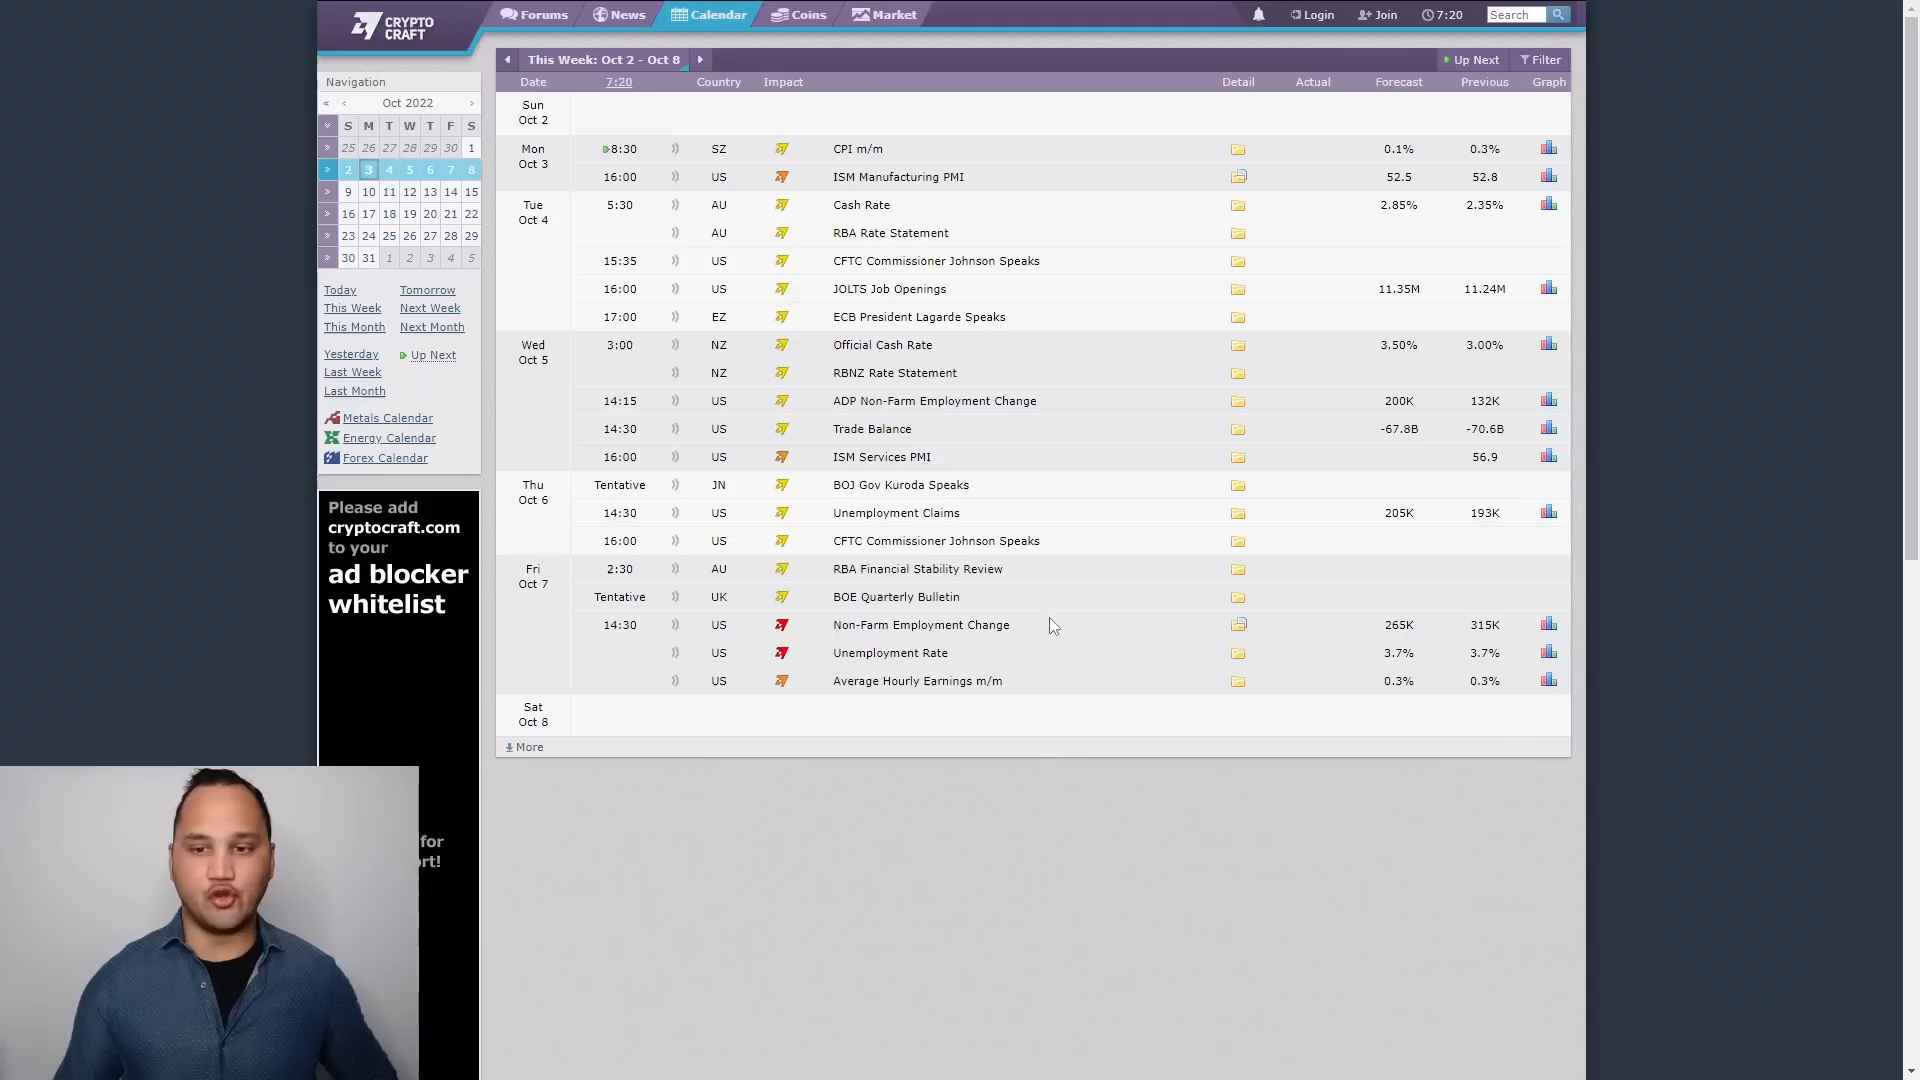 CRYPTO
CRAFT
Forums News Calendar Coins Market Login Join 7:20 Search
Navigation
« ‹ Oct 2022 ›
S M T W T F S
25 26 27 28 29 30 1
2 3 4 5 6 7 8
9 10 11 12 13 14 15
16 17 18 19 20 21 22
23 24 25 26 27 28 29
30 31 1 2 3 4 5
Today Tomorrow
This Week Next Week
This Month Next Month
Yesterday Up Next
Last Week
Last Month
Metals Calendar
Energy Calendar
Forex Calendar
Please add
cryptocraft.com
to your
ad blocker
whitelist
for
rt!
This Week: Oct 2 - Oct 8 Up Next Filter
Date 7:20 Country Impact Detail Actual Forecast Previous Graph
Sun
Oct 2
Mon
Oct 3
8:30 SZ CPI m/m 0.1% 0.3%
16:00 US ISM Manufacturing PMI 52.5 52.8
Tue
Oct 4
5:30 AU Cash Rate 2.85% 2.35%
AU RBA Rate Statement
15:35 US CFTC Commissioner Johnson Speaks
16:00 US JOLTS Job Openings 11.35M 11.24M
17:00 EZ ECB President Lagarde Speaks
Wed
Oct 5
3:00 NZ Official Cash Rate 3.50% 3.00%
NZ RBNZ Rate Statement
14:15 US ADP Non-Farm Employment Change 200K 132K
14:30 US Trade Balance -67.8B -70.6B
16:00 US ISM Services PMI 56.9
Thu
Oct 6
Tentative JN BOJ Gov Kuroda Speaks
14:30 US Unemployment Claims 205K 193K
16:00 US CFTC Commissioner Johnson Speaks
Fri
Oct 7
2:30 AU RBA Financial Stability Review
Tentative UK BOE Quarterly Bulletin
14:30 US Non-Farm Employment Change 265K 315K
US Unemployment Rate 3.7% 3.7%
US Average Hourly Earnings m/m 0.3% 0.3%
Sat
Oct 8
More